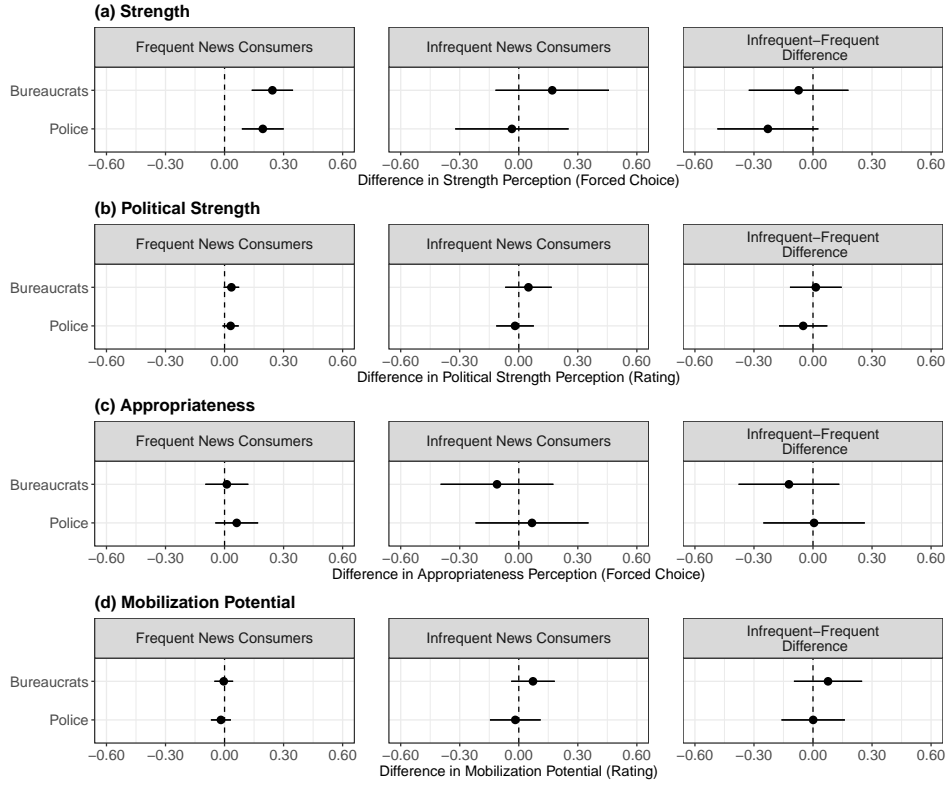 (a) Strength
Frequent News Consumers
Infrequent News Consumers
Infrequent−Frequent
Difference
Bureaucrats
Police
−0.60 −0.30 0.00 0.30 0.60 −0.60 −0.30 0.00 0.30 0.60 −0.60 −0.30 0.00 0.30 0.60
Difference in Strength Perception (Forced Choice)
(b) Political Strength
Frequent News Consumers
Infrequent News Consumers
Infrequent−Frequent
Difference
Bureaucrats
Police
−0.60 −0.30 0.00 0.30 0.60 −0.60 −0.30 0.00 0.30 0.60 −0.60 −0.30 0.00 0.30 0.60
Difference in Political Strength Perception (Rating)
(c) Appropriateness
Frequent News Consumers
Infrequent News Consumers
Infrequent−Frequent
Difference
Bureaucrats
Police
−0.60 −0.30 0.00 0.30 0.60 −0.60 −0.30 0.00 0.30 0.60 −0.60 −0.30 0.00 0.30 0.60
Difference in Appropriateness Perception (Forced Choice)
(d) Mobilization Potential
Frequent News Consumers
Infrequent News Consumers
Infrequent−Frequent
Difference
Bureaucrats
Police
−0.60 −0.30 0.00 0.30 0.60 −0.60 −0.30 0.00 0.30 0.60 −0.60 −0.30 0.00 0.30 0.60
Difference in Mobilization Potential (Rating)